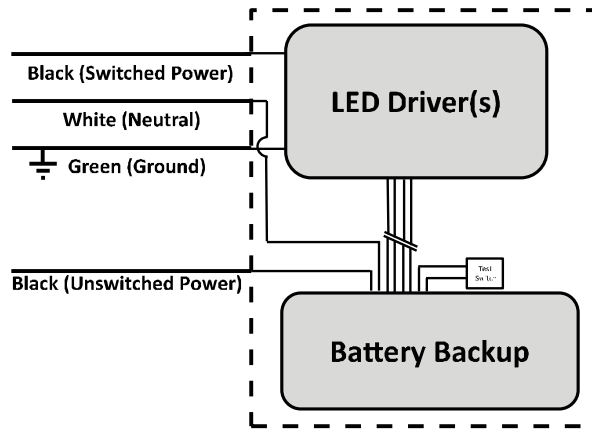 LED Driver(s)
Black (Switched Power)
White (Neutral)
Green (Ground)
Black (Unswitched Power)
Test
Battery Backup